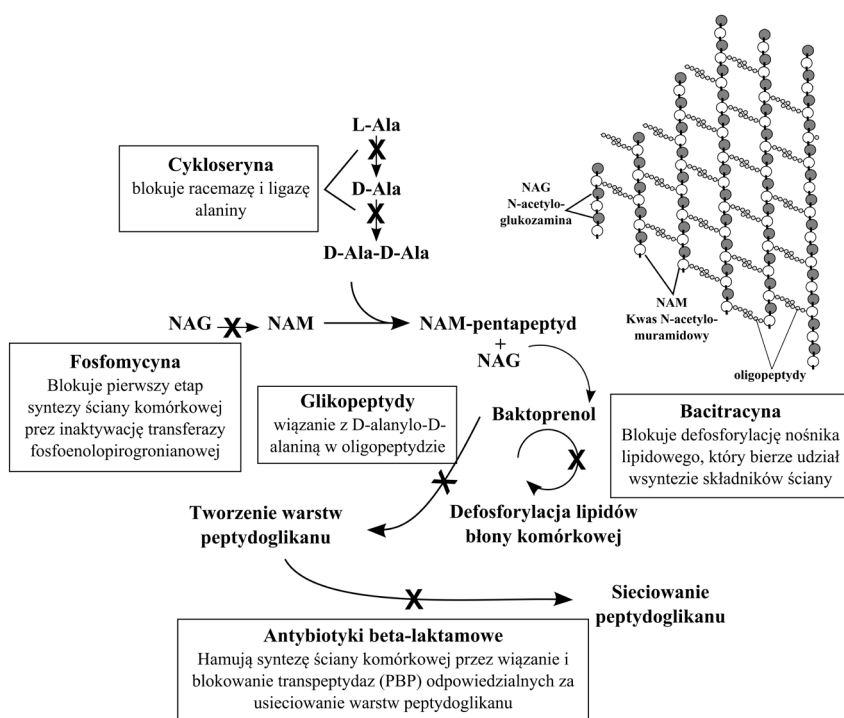 L-Ala
Cykloseryna
blokuje racemazę i ligazę
alaniny
D-Ala
D-Ala-D-Ala
NAG
N-acetylo-
glukozamina
NAM
Kwas N-acetylo-
muramidowy
oligopeptydy
NAG
NAM
NAM-pentapeptyd
+
NAG
Fosfomycyna
Blokuje pierwszy etap
syntezy ściany komórkowej
prez inaktywację transferazy
fosfoenolopirogronianowej
Glikopeptydy
wiązanie z D-alanylo-D-
alaniną w oligopeptydzie
Baktoprenol
Bacitracyna
Blokuje defosforylację nośnika
lipidowego, który bierze udział
wsyntezie składników ściany
Tworzenie warstw
peptydoglikanu
Defosforylacja lipidów
błony komórkowej
Sieciowanie
peptydoglikanu
Antybiotyki beta-laktamowe
Hamują syntezę ściany komórkowej przez wiązanie i
blokowanie transpeptydaz (PBP) odpowiedzialnych za
usieciowanie warstw peptydoglikanu